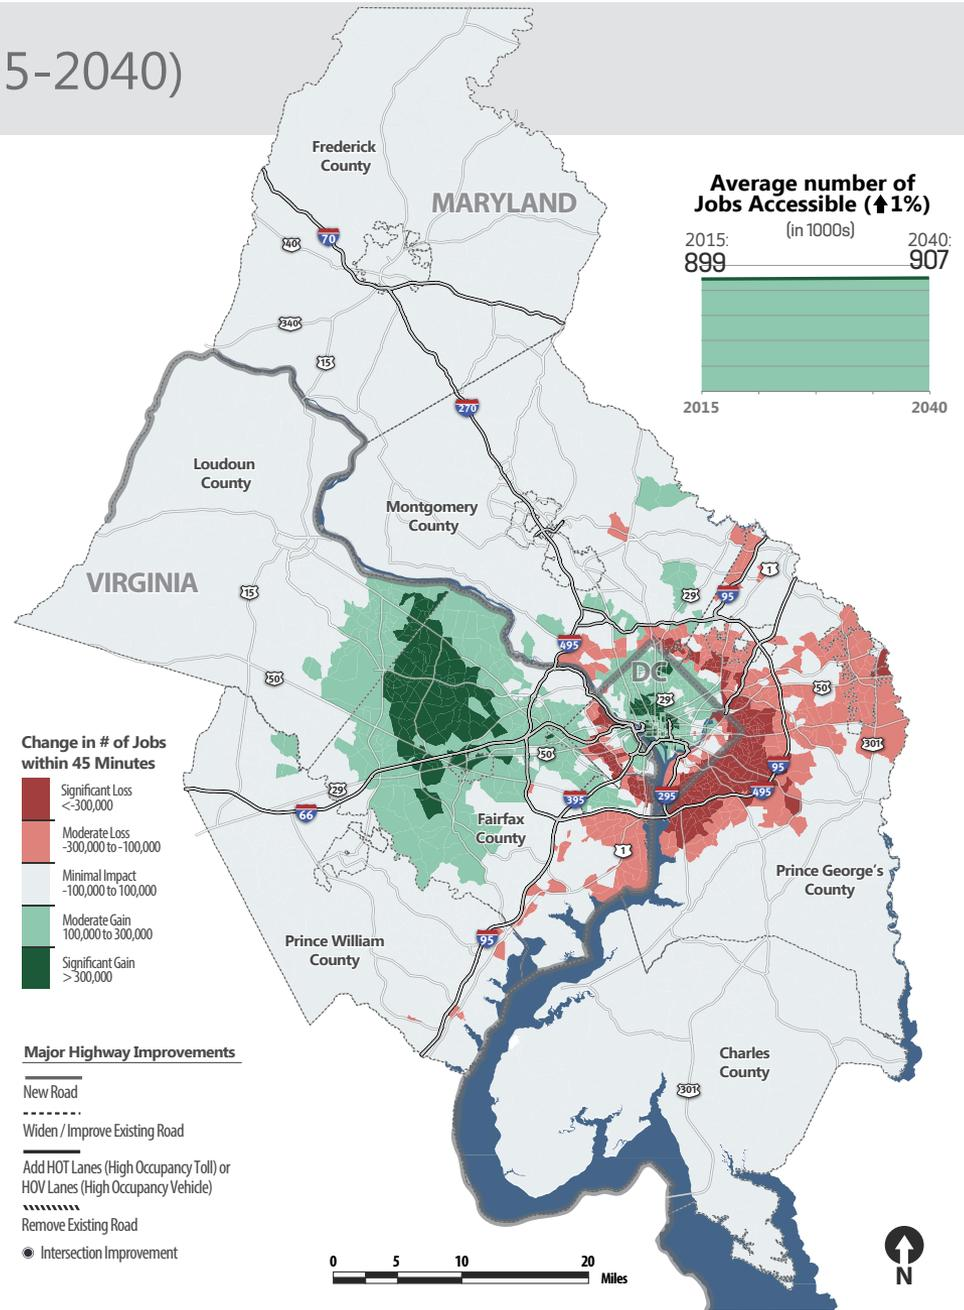 5-2040)
Frederick
County
MARYLAND
Average number of
Jobs Accessible (⬆1%)
(in 1000s)
2015:
899
2040:
907
2015
2040
70
40
340
15
270
Loudoun
County
Montgomery
County
VIRGINIA
15
29
95
1
495
DC
50
29
50
301
50
95
495
295
395
29
66
Fairfax
County
1
Prince George's
County
Prince William
County
95
Charles
County
301
Change in # of Jobs
within 45 Minutes
Significant Loss
<-300,000
Moderate Loss
-300,000 to -100,000
Minimal Impact
-100,000 to 100,000
Moderate Gain
100,000 to 300,000
Significant Gain
> 300,000
Major Highway Improvements
New Road
Widen / Improve Existing Road
Add HOT Lanes (High Occupancy Toll) or
HOV Lanes (High Occupancy Vehicle)
Remove Existing Road
Intersection Improvement
0 5 10 20
Miles
N